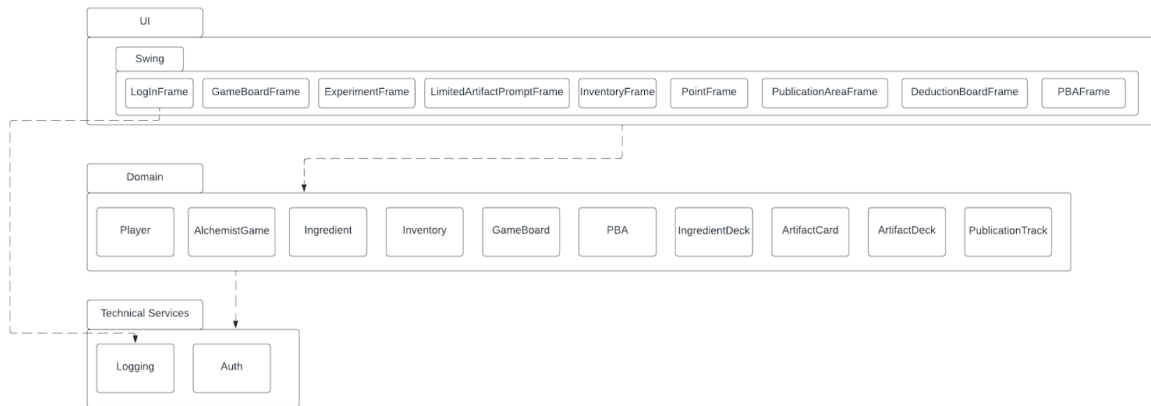 UI
Swing
LogInFrame
GameBoardFrame
ExperimentFrame
LimitedArtifactPromptFrame
InventoryFrame
PointFrame
PublicationAreaFrame
DeductionBoardFrame
PBAFrame
Domain
Player
AlchemistGame
Ingredient
Inventory
GameBoard
PBA
IngredientDeck
ArtifactCard
ArtifactDeck
PublicationTrack
Technical Services
Logging
Auth